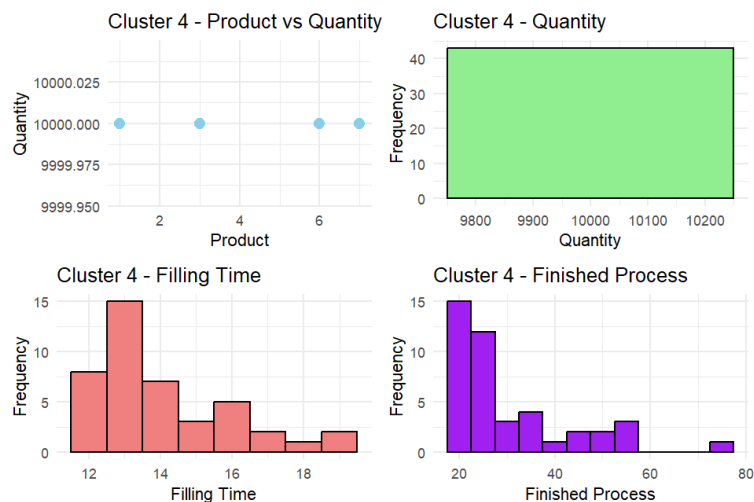 Cluster 4 - Product vs Quantity
10000.025
10000.000
9999.975
9999.950
Quantity
2 4 6
Product
Cluster 4 - Quantity
40
30
20
10
0
Frequency
9800 9900 10000 10100 10200
Quantity
Cluster 4 - Filling Time
15
10
5
0
Frequency
12 14 16 18
Filling Time
Cluster 4 - Finished Process
15
10
5
0
Frequency
20 40 60 80
Finished Process